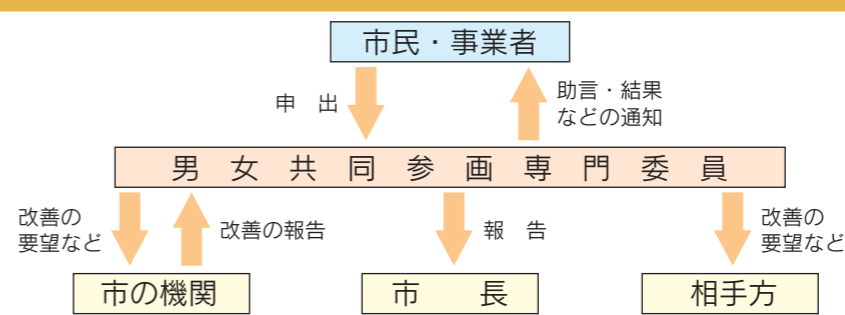 市民・事業者
申 出
助言・結果
などの通知
男女共同参画専門委員
改善の
要望など
改善の報告
報 告
改善の
要望など
市の機関
市 長
相手方